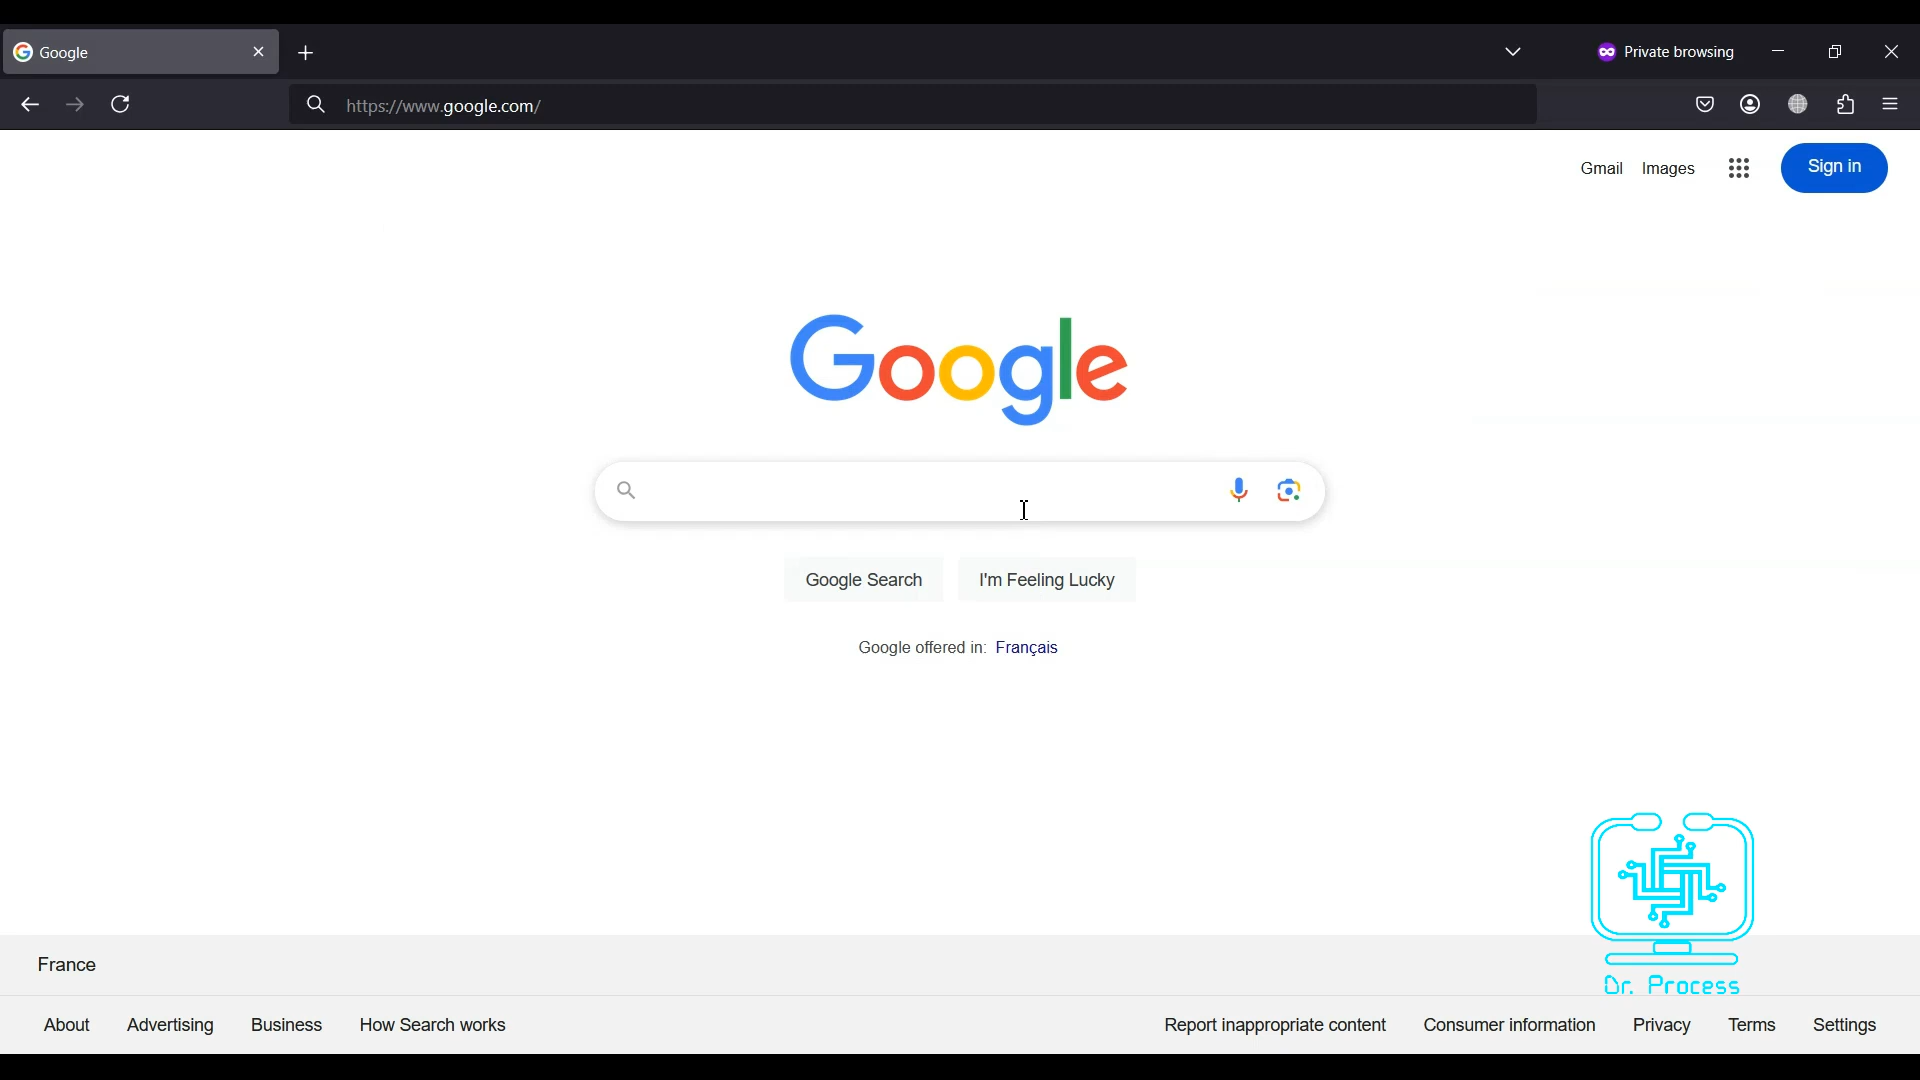 Google
Private browsing
https://www.google.com/
Gmail Images Sign in
Google
Google Search I'm Feeling Lucky
Google offered in: Français
France
Dr. Process
About Advertising Business How Search works Report inappropriate content Consumer information Privacy Terms Settings